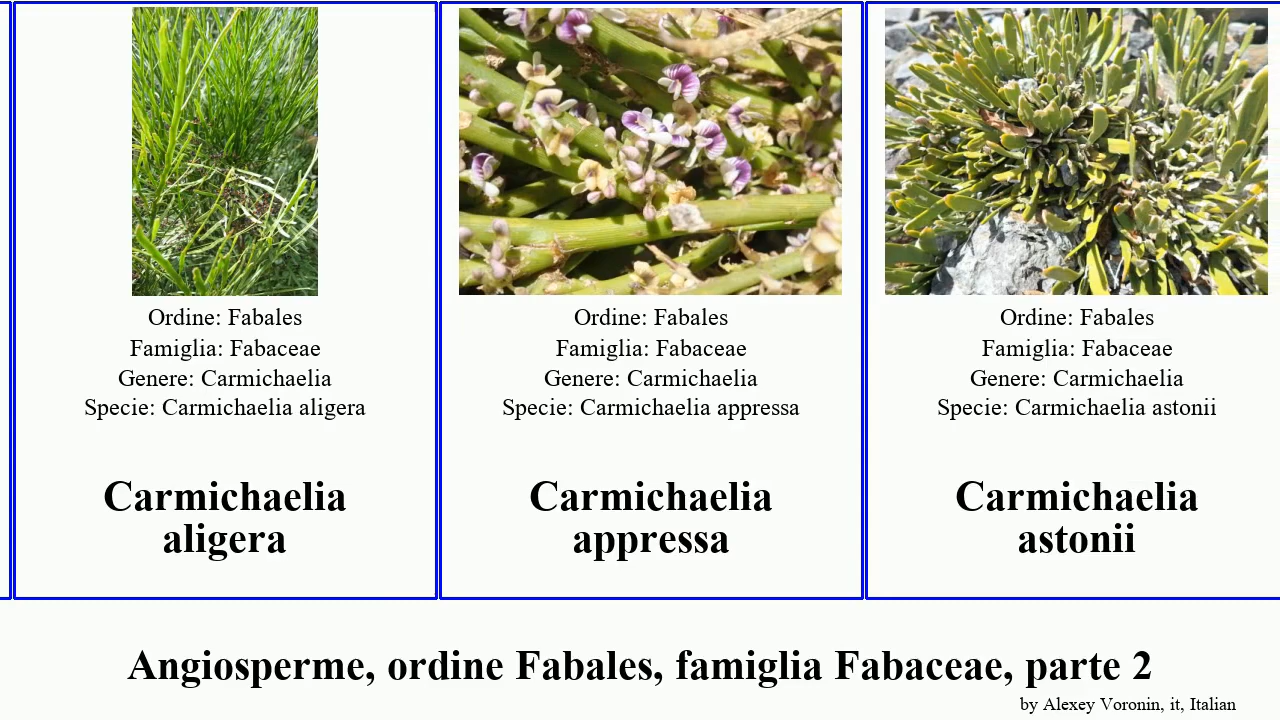 Ordine: Fabales
Famiglia: Fabaceae
Genere: Carmichaelia
Specie: Carmichaelia aligera
Carmichaelia
aligera
Ordine: Fabales
Famiglia: Fabaceae
Genere: Carmichaelia
Specie: Carmichaelia appressa
Carmichaelia
appressa
Ordine: Fabales
Famiglia: Fabaceae
Genere: Carmichaelia
Specie: Carmichaelia astonii
Carmichaelia
astonii
Angiosperme, ordine Fabales, famiglia Fabaceae, parte 2
by Alexey Voronin, it, Italian